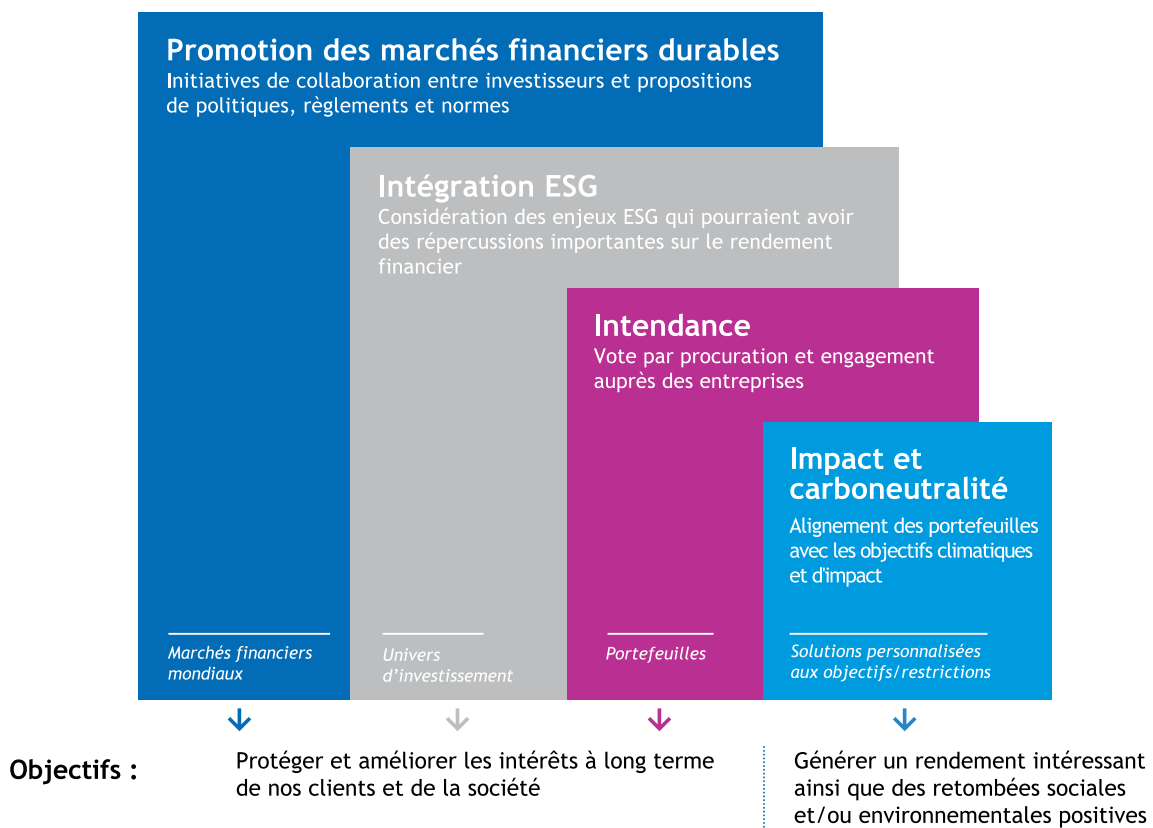 Promotion des marchés financiers durables
Initiatives de collaboration entre investisseurs et propositions
de politiques, règlements et normes
Intégration ESG
Considération des enjeux ESG qui pourraient avoir
des répercussions importantes sur le rendement
financier
Intendance
Vote par procuration et engagement
auprès des entreprises
Impact et
carboneutralité
Alignement des portefeuilles
avec les objectifs climatiques
et d'impact
Marchés financiers
mondiaux
Univers
d’investissement
Portefeuilles
Solutions personnalisées
aux objectifs/restrictions
Objectifs :
Protéger et améliorer les intérêts à long terme
de nos clients et de la société
Générer un rendement intéressant
ainsi que des retombées sociales
et/ou environnementales positives